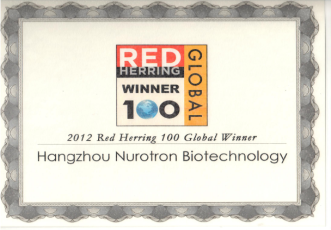 RED
HERRING
WINNER
100
GLOBAL
2012 Red Herring 100 Global Winner
Hangzhou Nurotron Biotechnology